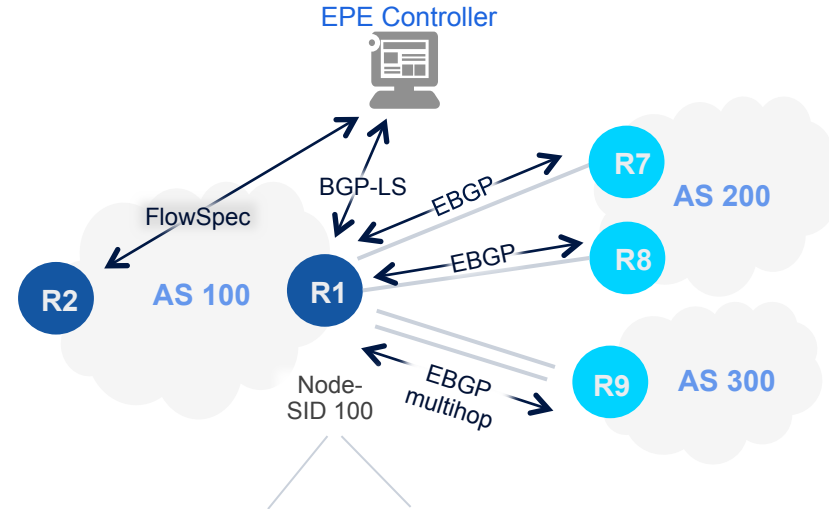 EPE Controller
BGP-LS
FlowSpec
EBGP
EBGP
EBGP
multihop
R2
AS 100
R1
R7
R8
AS 200
R9
AS 300
Node-
SID 100